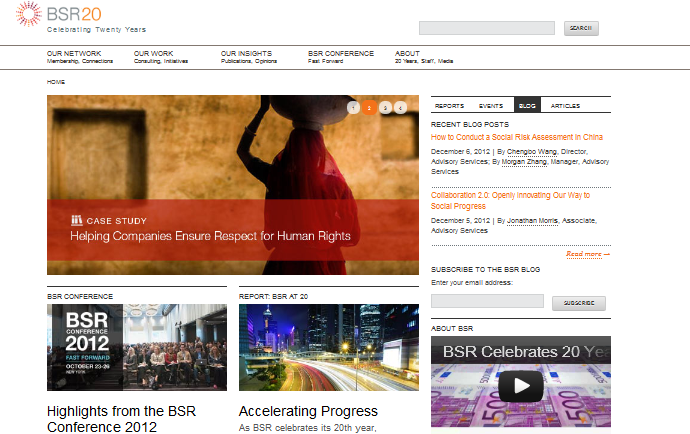 BSR20
Celebrating Twenty Years
SEARCH
OUR NETWORK
Membership, Connections
OUR WORK
Consulting, Initiatives
OUR INSIGHTS
Publications, Opinions
BSR CONFERENCE
Fast Forward
ABOUT
20 Years, Staff, Media
HOME
1 2 3 4
CASE STUDY
Helping Companies Ensure Respect for Human Rights
BSR CONFERENCE
BSR
CONFERENCE
2012
FAST FORWARD
OCTOBER 23-26
NEW YORK
Highlights from the BSR
Conference 2012
REPORT: BSR AT 20
Accelerating Progress
As BSR celebrates its 20th year,
REPORTS EVENTS BLOG ARTICLES
RECENT BLOG POSTS
How to Conduct a Social Risk Assessment in China
December 6, 2012 | By Chengbo Wang, Director,
Advisory Services; By Morgan Zhang, Manager, Advisory
Services
Collaboration 2.0: Openly Innovating Our Way to
Social Progress
December 5, 2012 | By Jonathan Morris, Associate,
Advisory Services
Read more →
SUBSCRIBE TO THE BSR BLOG
Enter your email address:
SUBSCRIBE
ABOUT BSR
BSR Celebrates 20 Yea
500